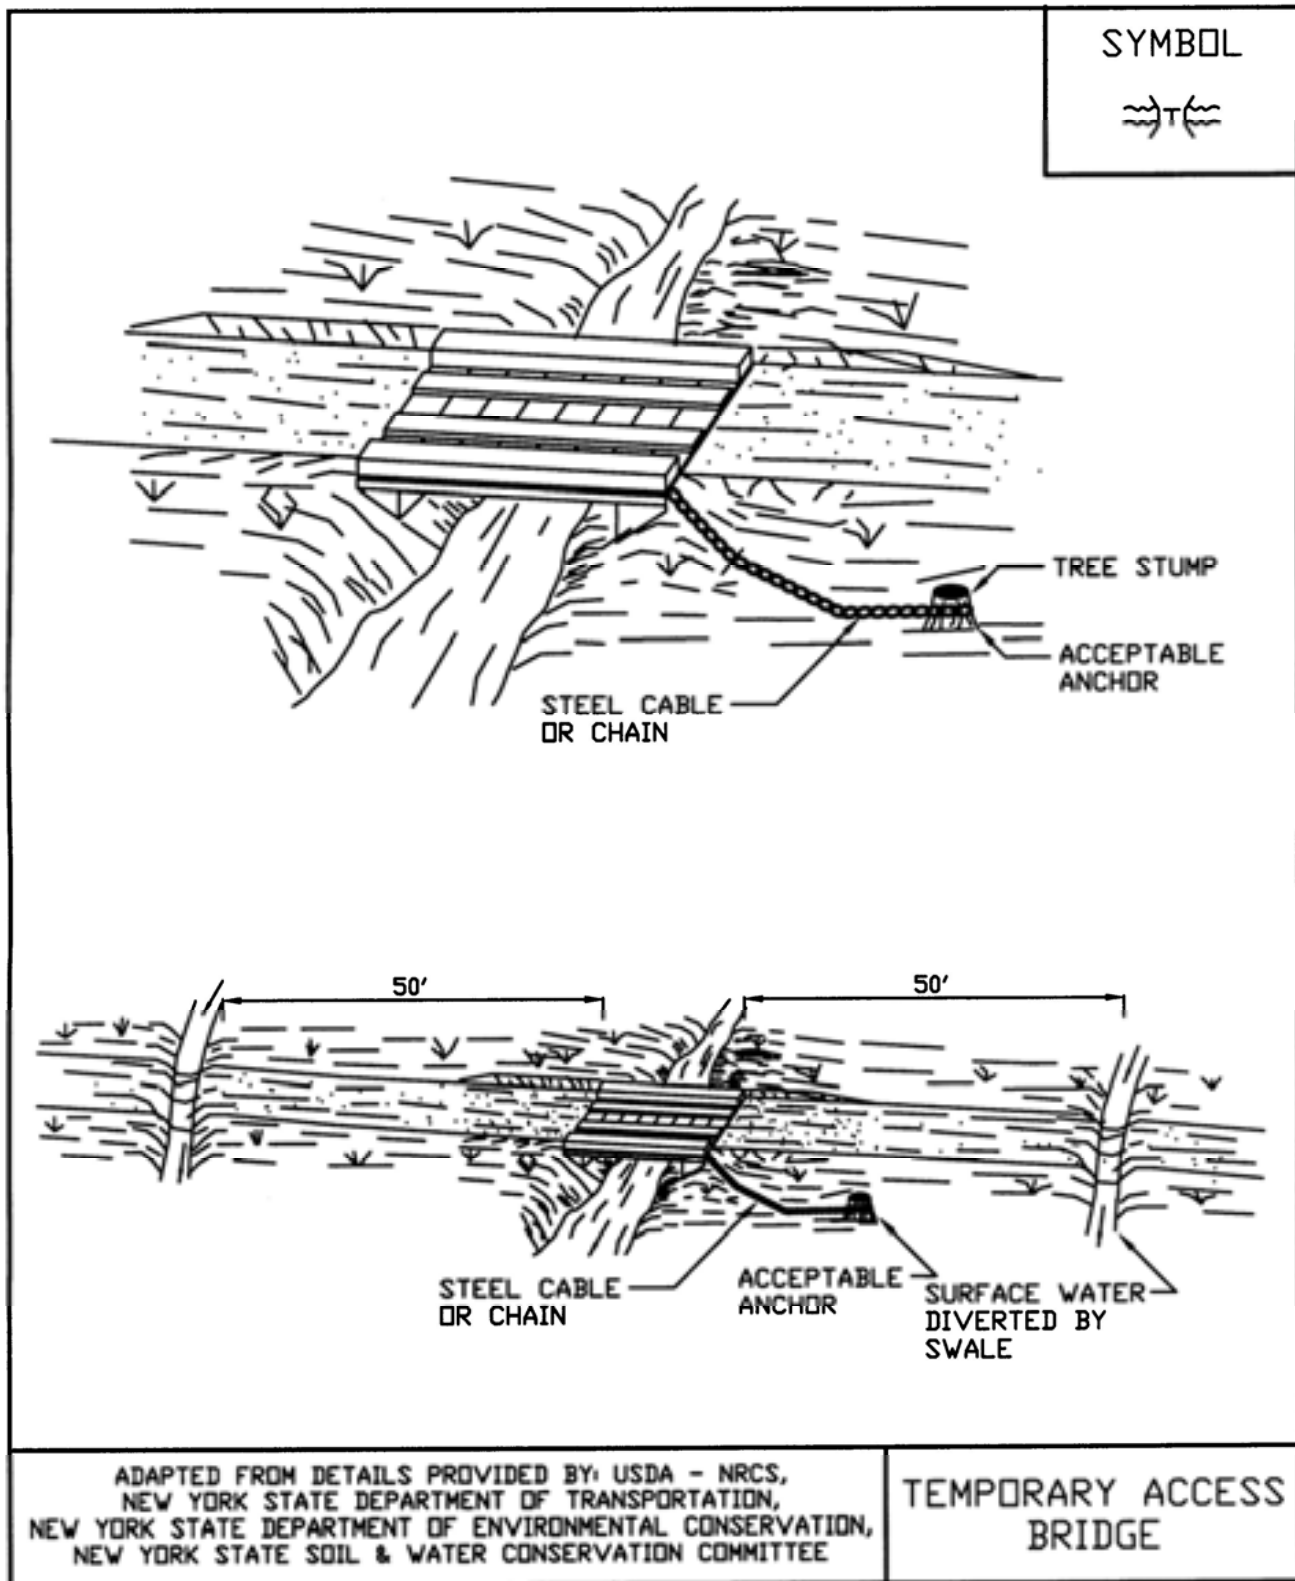 SYMBOL
T
TREE STUMP
ACCEPTABLE
ANCHOR
STEEL CABLE
OR CHAIN
50'
50'
STEEL CABLE
OR CHAIN
ACCEPTABLE
ANCHOR
SURFACE WATER
DIVERTED BY
SWALE
ADAPTED FROM DETAILS PROVIDED BY: USDA - NRCS,
NEW YORK STATE DEPARTMENT OF TRANSPORTATION,
NEW YORK STATE DEPARTMENT OF ENVIRONMENTAL CONSERVATION,
NEW YORK STATE SOIL & WATER CONSERVATION COMMITTEE
TEMPORARY ACCESS
BRIDGE